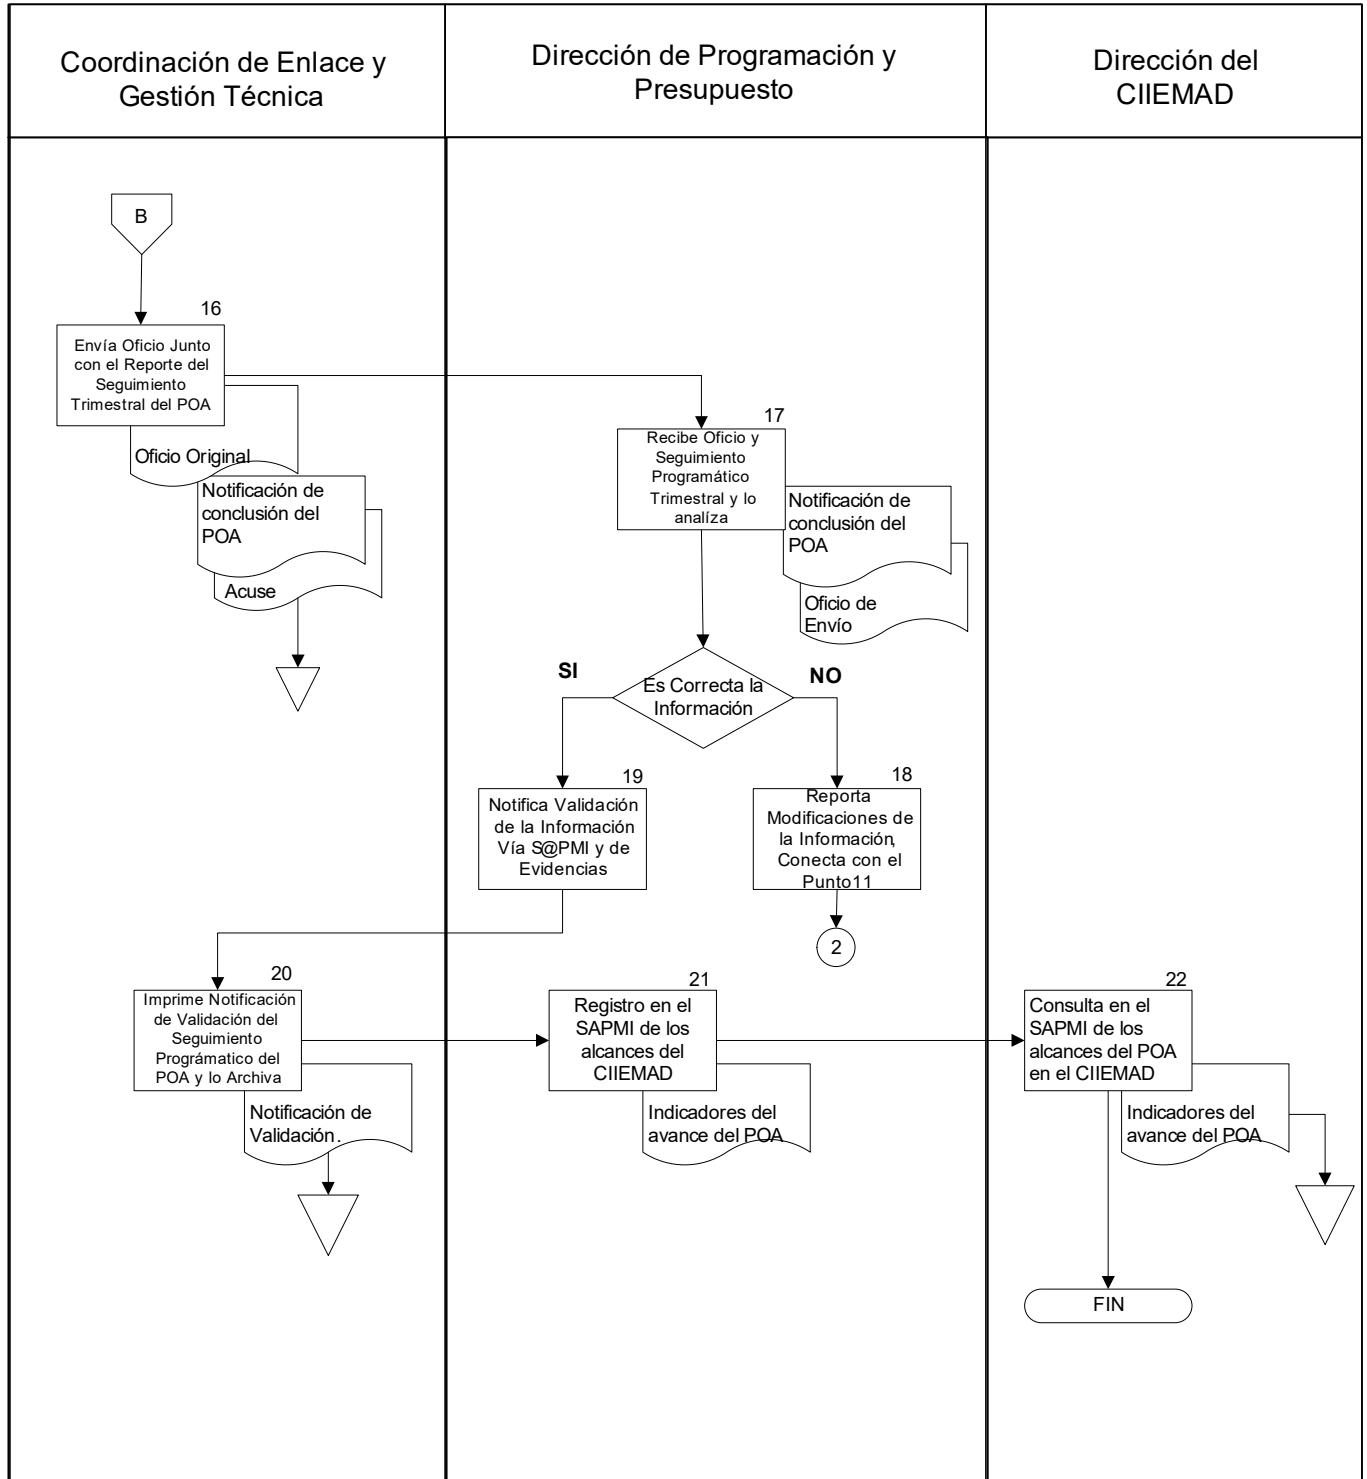 Coordinación de Enlace y
Gestión Técnica
Dirección de Programación y
Presupuesto
Dirección del
CIIEMAD
B
16
Envía Oficio Junto
con el Reporte del
Seguimiento
Trimestral del POA
Oficio Original
Notificación de
conclusión del
POA
Acuse
17
Recibe Oficio y
Seguimiento
Programático
Trimestral y lo
analíza
Notificación de
conclusión del
POA
Oficio de
Envío
SI
Es Correcta la
Información
NO
19
Notifica Validación
de la Información
Vía S@PMI y de
Evidencias
18
Reporta
Modificaciones de
la Información,
Conecta con el
Punto11
2
20
Imprime Notificación
de Validación del
Seguimiento
Prográmatico del
POA y lo Archiva
Notificación de
Validación.
21
Registro en el
SAPMI de los
alcances del
CIIEMAD
Indicadores del
avance del POA
22
Consulta en el
SAPMI de los
alcances del POA
en el CIIEMAD
Indicadores del
avance del POA
FIN